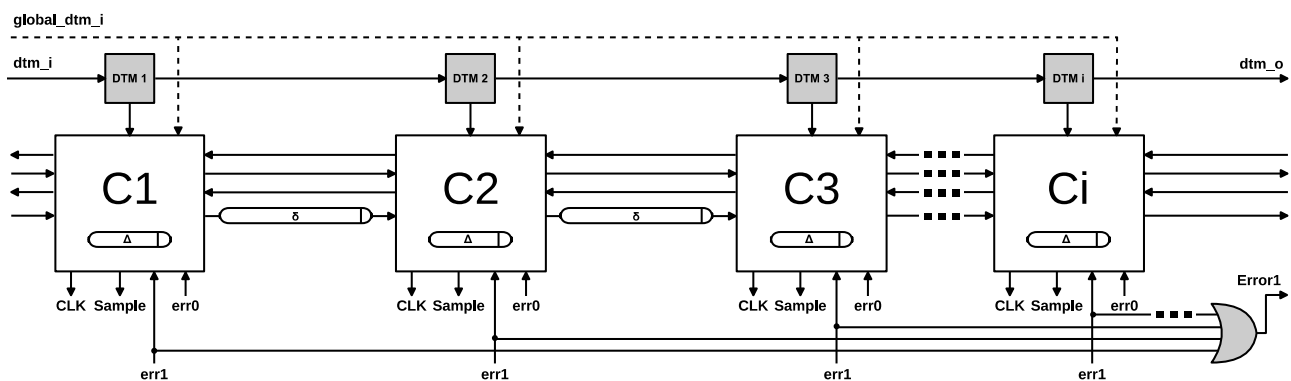 global_dtm_i
dtm_i
DTM 1
DTM 2
DTM 3
DTM i
dtm_o
C1
C2
C3
Ci
δ
δ
Δ
Δ
Δ
Δ
CLK Sample err0
CLK Sample err0
CLK Sample err0
CLK Sample err0
Error1
err1
err1
err1
err1